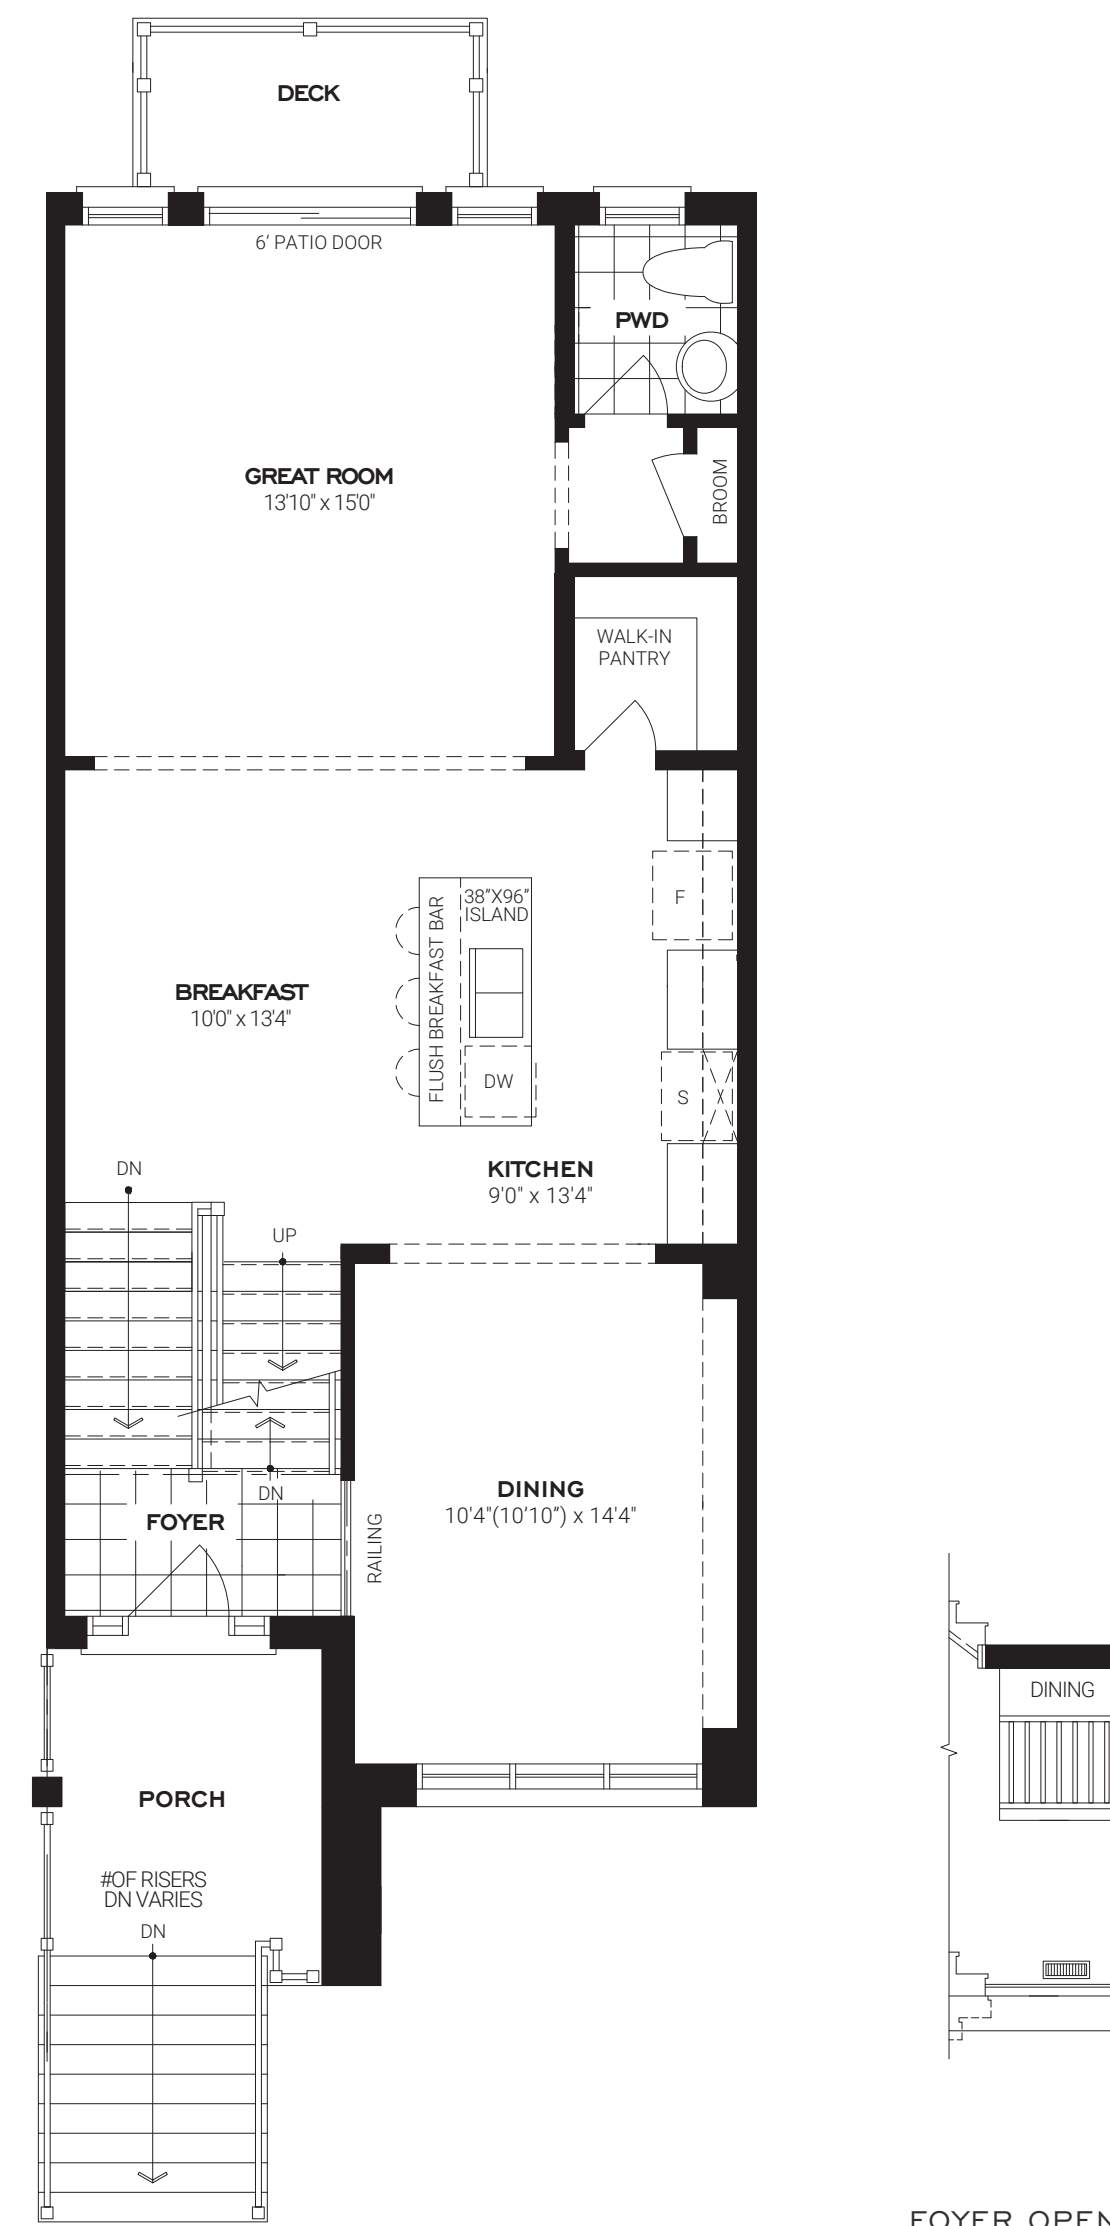 DECK
6' PATIO DOOR
PWD
GREAT ROOM
13'10" x 15'0"
BROOM
WALK-IN
PANTRY
38"X96"
ISLAND
F
FLUSH BREAKFAST BAR
BREAKFAST
10'0" x 13'4"
DW
S
KITCHEN
9'0" x 13'4"
DN
UP
DINING
10'4"(10'10") x 14'4"
DN
FOYER
RAILING
DINING
PORCH
#OF RISERS
DN VARIES
DN
FOYER OPEN